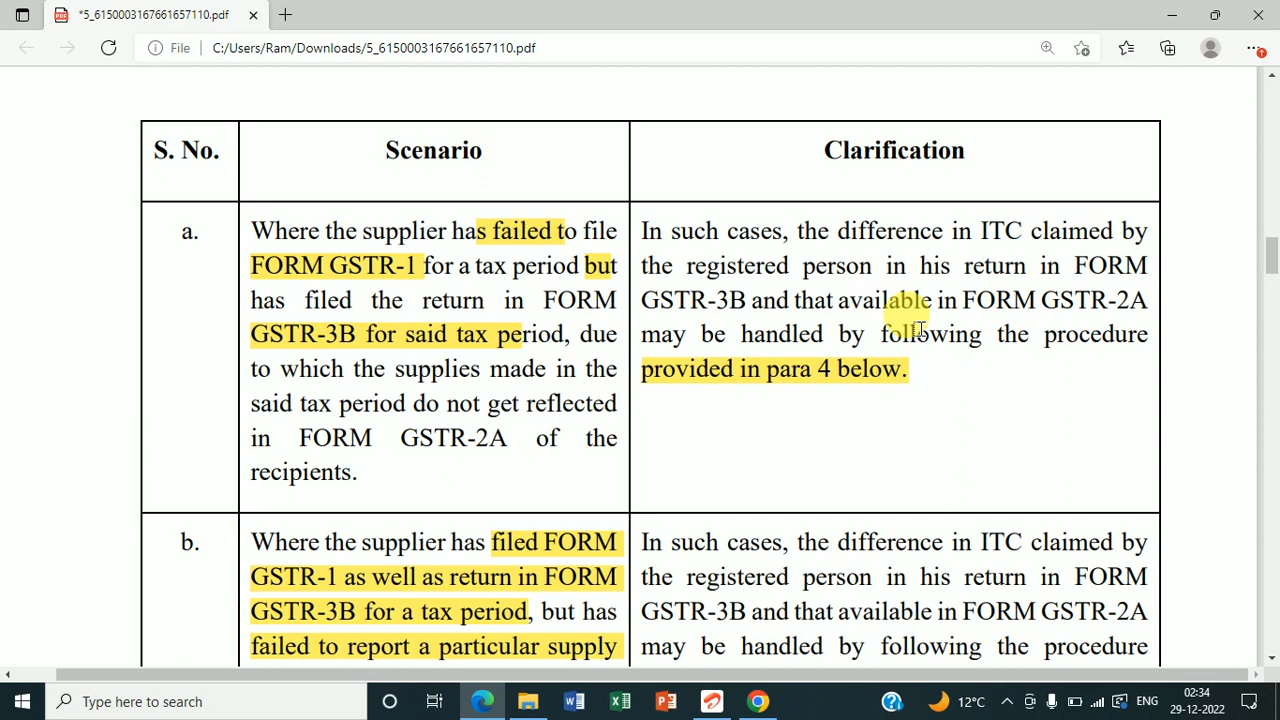 *5_6150003167661657110.pdf
File
C:/Users/Ram/Downloads/5_6150003167661657110.pdf
S. No.
Scenario
Clarification
a.
Where the supplier has failed to file
FORM GSTR-1 for a tax period but
has filed the return in FORM
GSTR-3B for said tax period, due
to which the supplies made in the
said tax period do not get reflected
in FORM GSTR-2A of the
recipients.
In such cases, the difference in ITC claimed by
the registered person in his return in FORM
GSTR-3B and that available in FORM GSTR-2A
may be handled by following the procedure
provided in para 4 below.
b.
Where the supplier has filed FORM
GSTR-1 as well as return in FORM
GSTR-3B for a tax period, but has
failed to report a particular supply
In such cases, the difference in ITC claimed by
the registered person in his return in FORM
GSTR-3B and that available in FORM GSTR-2A
may be handled by following the procedure
Type here to search
12°C
ENG
02:34
29-12-2022